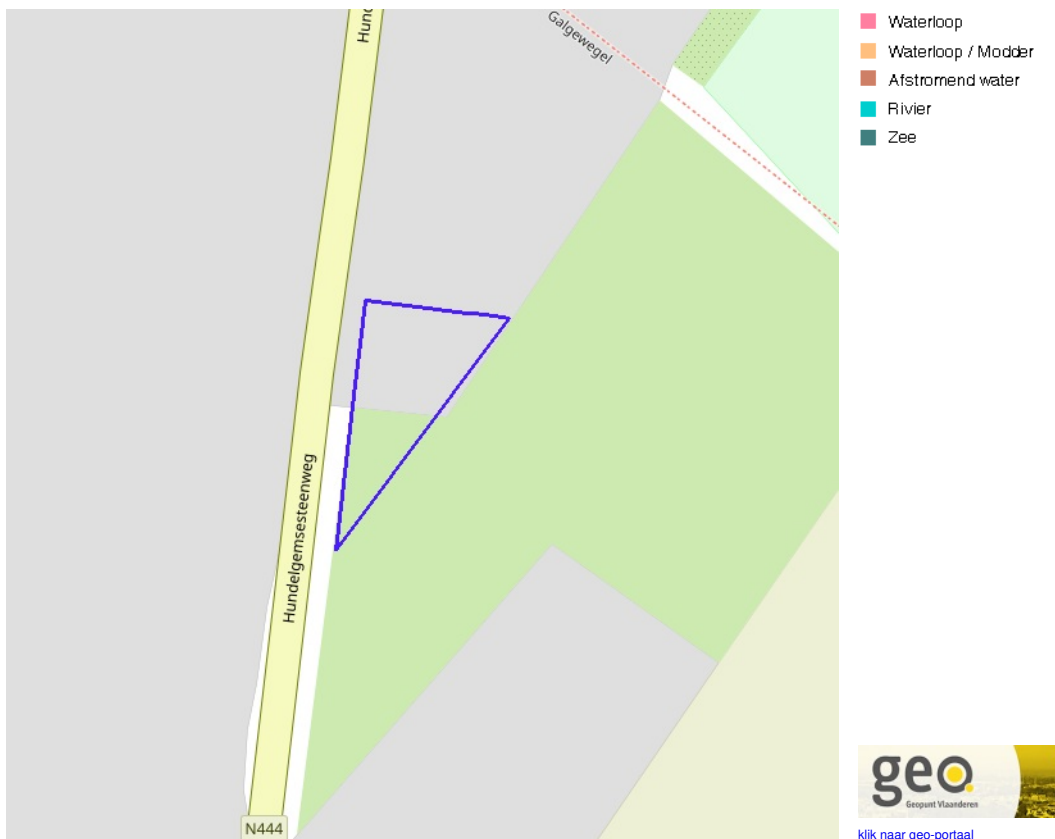 Hund
Galgewegel
Hundelgemsesteenweg
N444
Waterloop
Waterloop / Modder
Afstromend water
Rivier
Zee
geo
Geopunt Vlaanderen
klik naar geo-portaal